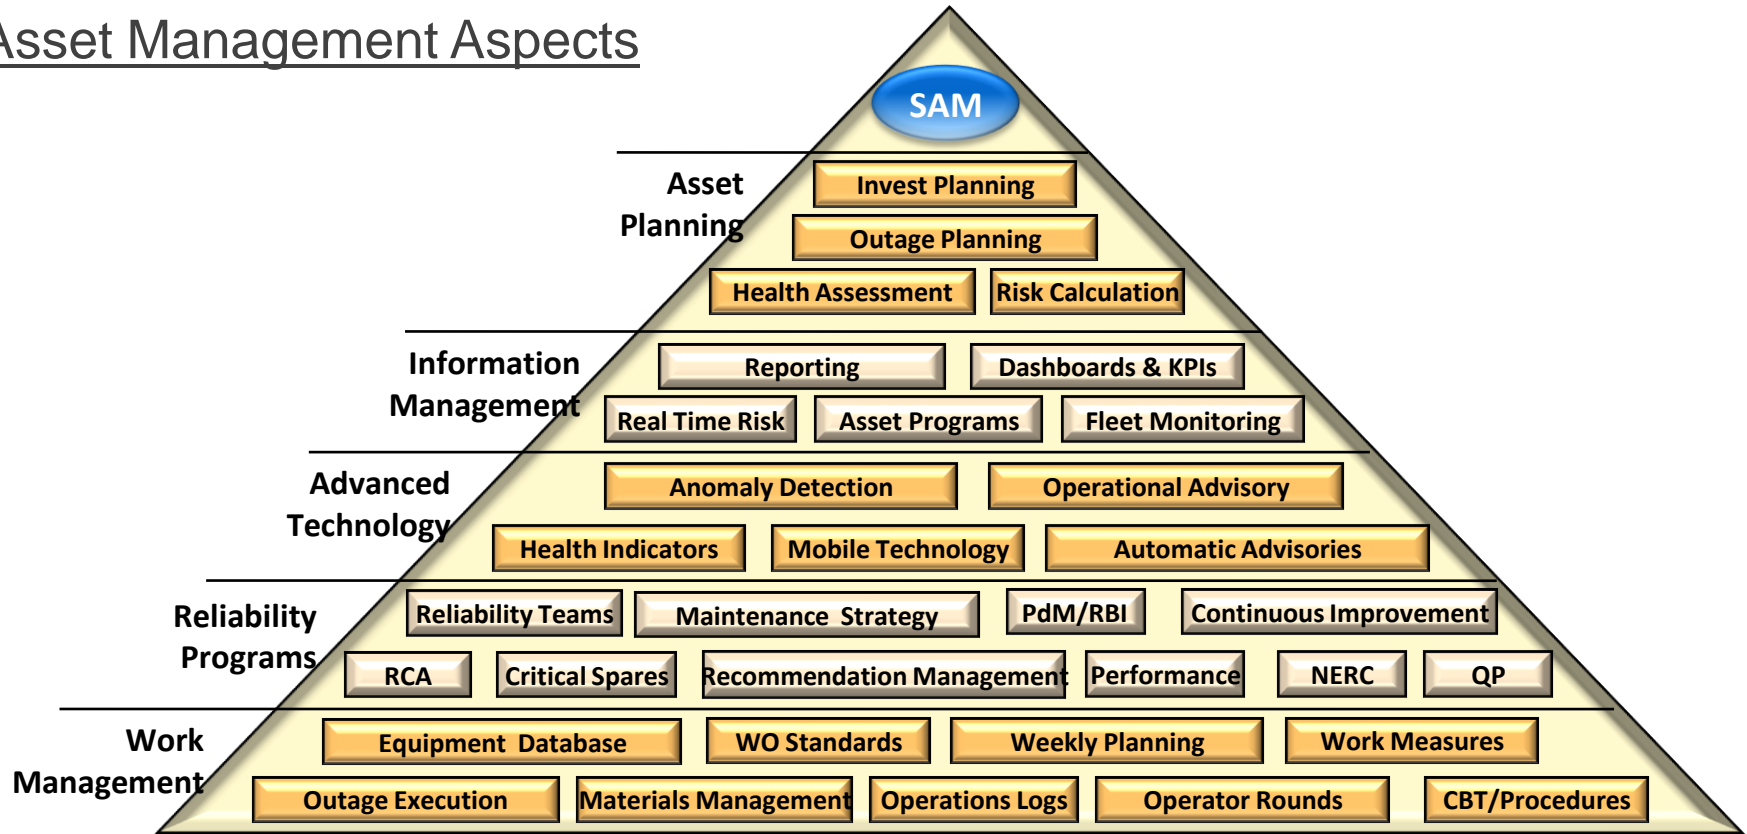 Asset Management Aspects
SAM
Asset
Planning
Invest Planning
Outage Planning
Health Assessment
Risk Calculation
Information
Management
Reporting
Dashboards & KPIs
Real Time Risk
Asset Programs
Fleet Monitoring
Advanced
Technology
Anomaly Detection
Operational Advisory
Health Indicators
Mobile Technology
Automatic Advisories
Reliability
Programs
Reliability Teams
Maintenance Strategy
PdM/RBI
Continuous Improvement
RCA
Critical Spares
Recommendation Management
Performance
NERC
QP
Work
Management
Equipment Database
WO Standards
Weekly Planning
Work Measures
Outage Execution
Materials Management
Operations Logs
Operator Rounds
CBT/Procedures